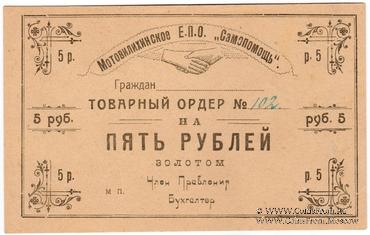 Мотовилихинское Е.П.О. „Самопомощь".
5 р. р. 5
Граждан
ТОВАРНЫЙ ОРДЕР № 102.
НА
5 руб. руб. 5
ПЯТЬ РУБЛЕЙ
ЗОЛОТОМ
5 р. р. 5
Член Правления
М П.
Бухгалтер